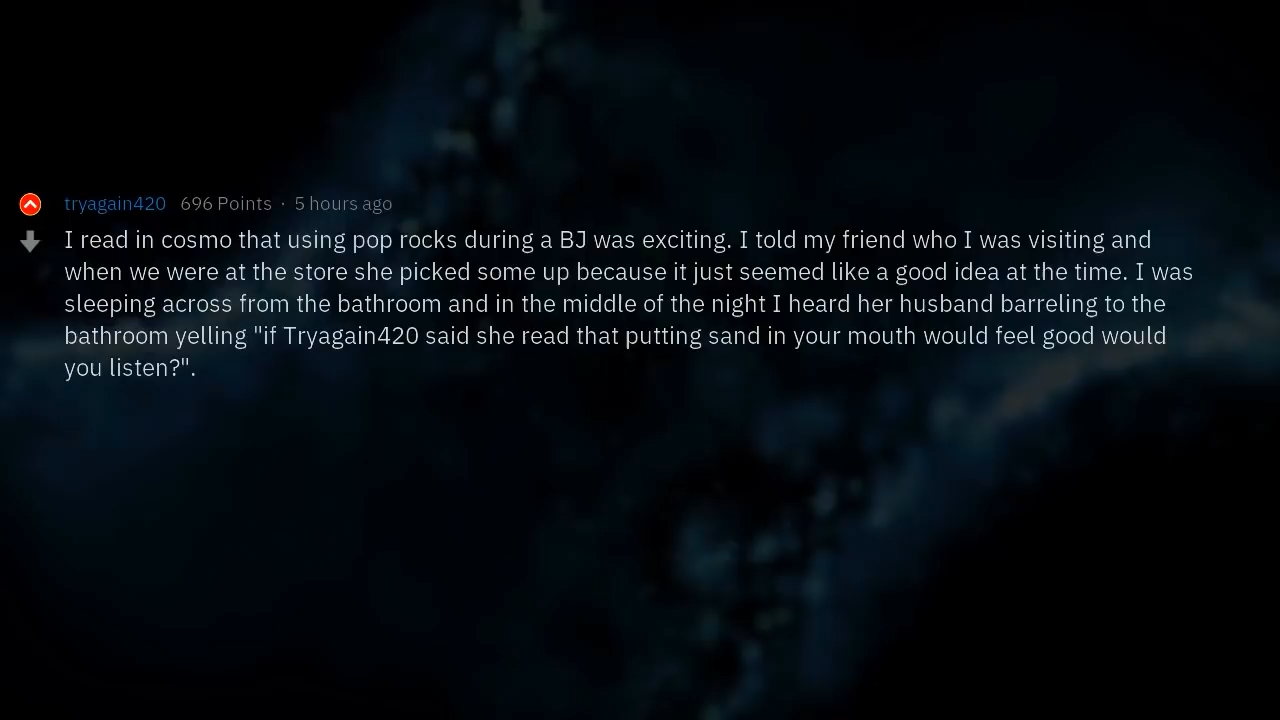 tryagain420 696 Points · 5 hours ago
I read in cosmo that using pop rocks during a BJ was exciting. I told my friend who I was visiting and
when we were at the store she picked some up because it just seemed like a good idea at the time. I was
sleeping across from the bathroom and in the middle of the night I heard her husband barreling to the
bathroom yelling "if Tryagain420 said she read that putting sand in your mouth would feel good would
you listen?".